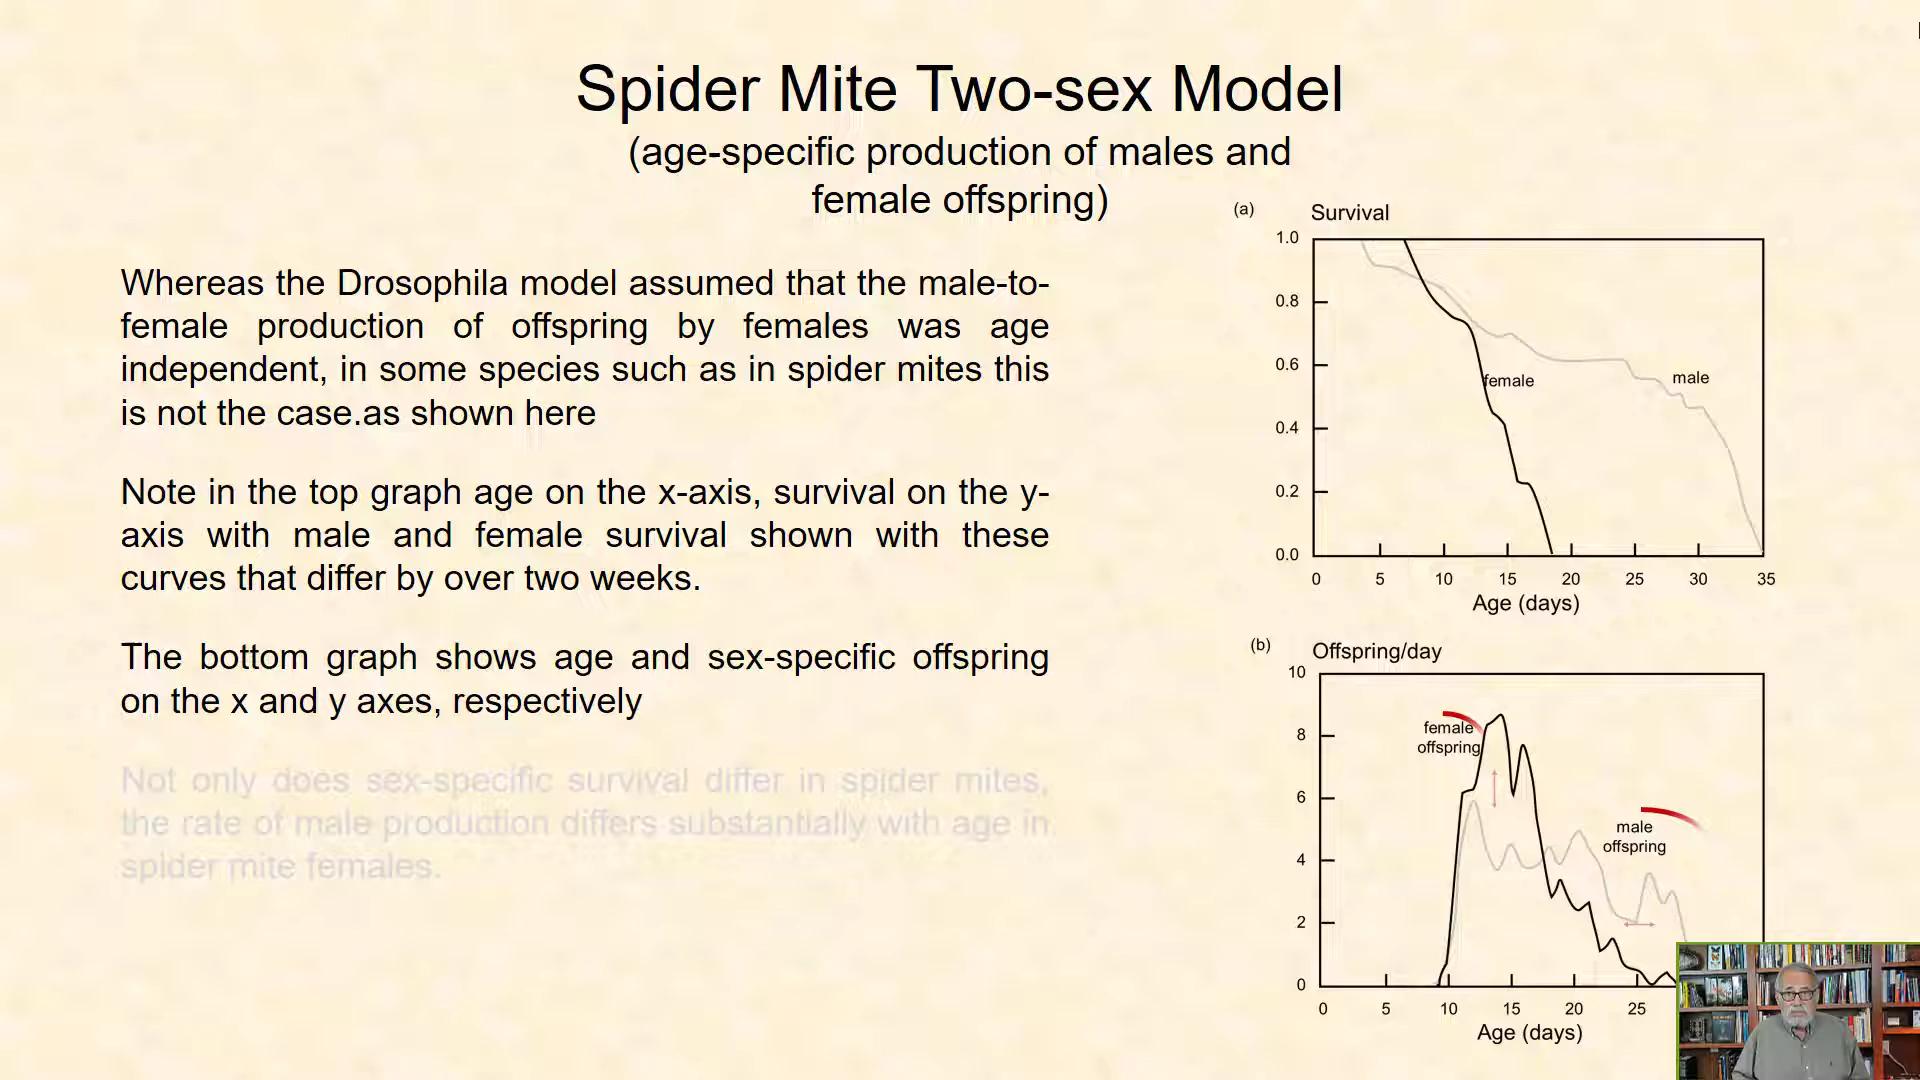 Spider Mite Two-sex Model
(age-specific production of males and
female offspring)
Whereas the Drosophila model assumed that the male-to-
female production of offspring by females was age
independent, in some species such as in spider mites this
is not the case.as shown here
Note in the top graph age on the x-axis, survival on the y-
axis with male and female survival shown with these
curves that differ by over two weeks.
The bottom graph shows age and sex-specific offspring
on the x and y axes, respectively
Not only does sex-specific survival differ in spider mites,
the rate of male production differs substantially with age in
spider mite females.
(a) Survival
1.0
0.8
0.6
0.4
0.2
0.0
female
male
0 5 10 15 20 25 30 35
Age (days)
(b) Offspring/day
10
8
6
4
2
0
female
offspring
male
offspring
0 5 10 15 20 25
Age (days)